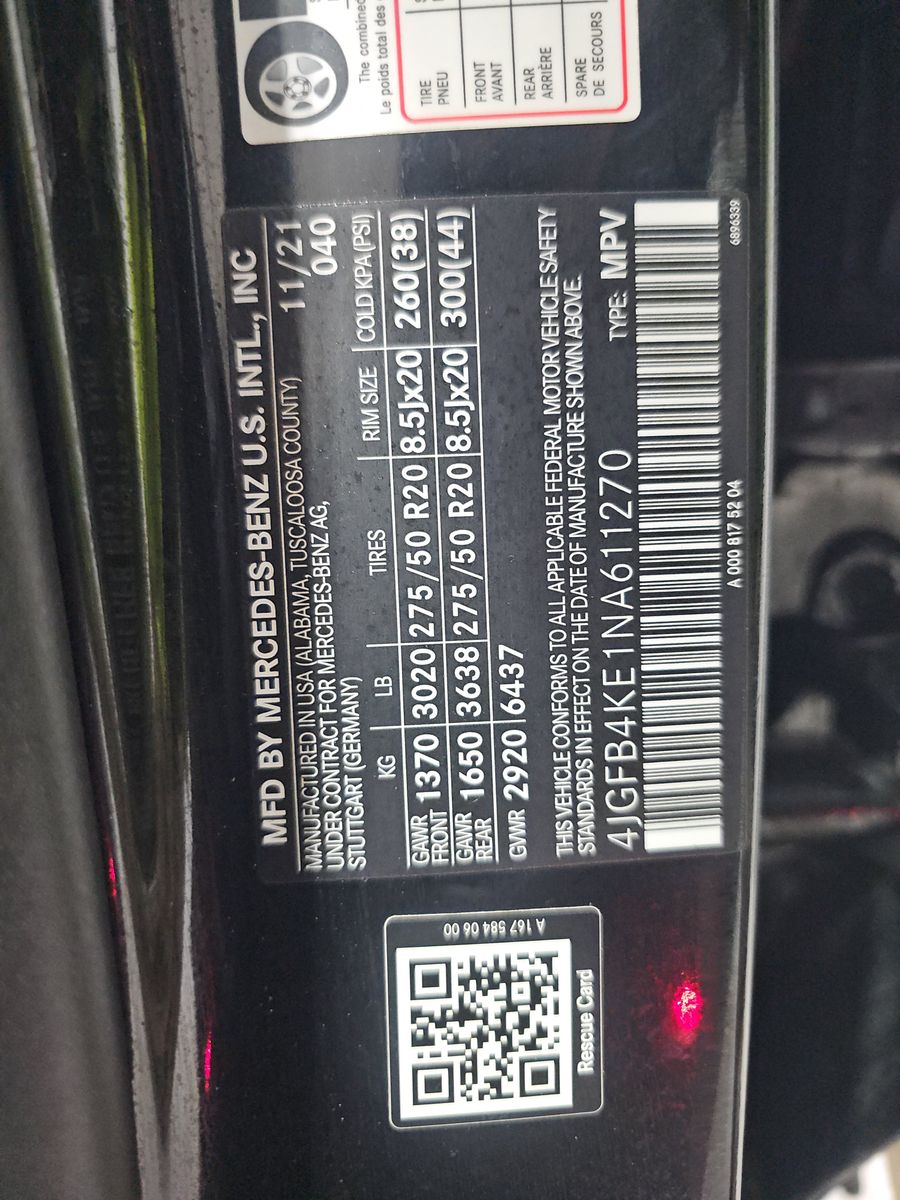 The combined
Le poids total des
TIRE
PNEU
FRONT
AVANT
REAR
ARRIÈRE
SPARE
DE SECOURS
MFD BY MERCEDES-BENZ U.S. INTL., INC
MANUFACTURED IN USA (ALABAMA, TUSCALOOSA COUNTY) 11/21
UNDER CONTRACT FOR MERCEDES-BENZ AG, 040
STUTTGART (GERMANY)
KG LB TIRES RIM SIZE COLD KPA(PSI)
GAWR FRONT 1370 3020 275/50 R20 8.5Jx20 260(38)
GAWR REAR 1650 3638 275/50 R20 8.5Jx20 300(44)
GVWR 2920 6437
THIS VEHICLE CONFORMS TO ALL APPLICABLE FEDERAL MOTOR VEHICLE SAFETY
STANDARDS IN EFFECT ON THE DATE OF MANUFACTURE SHOWN ABOVE.
4JGFB4KE1NA611270 TYPE: MPV
A 000 817 52 04 6896339
A 167 584 06 00
Rescue Card